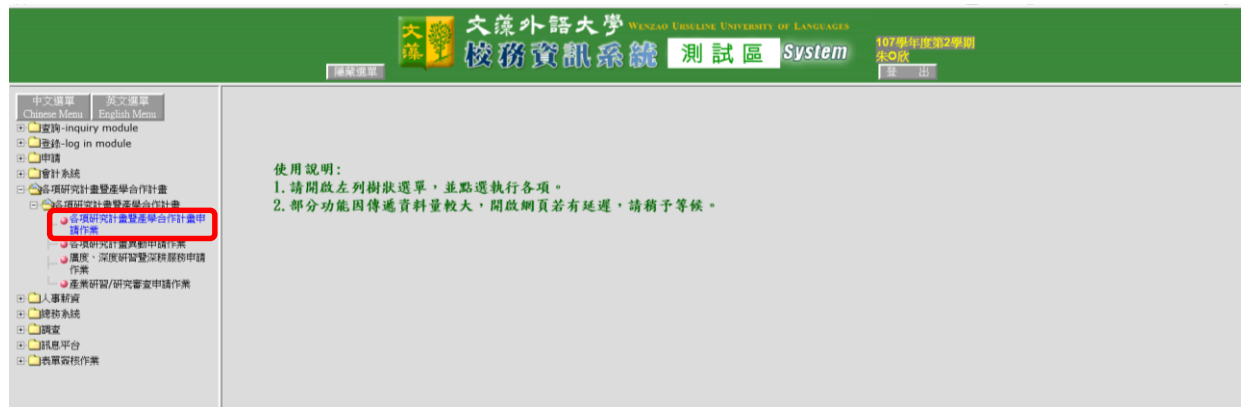 文藻
文藻外語大學 WENZAO URSULINE UNIVERSITY OF LANGUAGES
校務資訊系統 測試區 System
107學年度第2學期
朱O欣
隱藏選單
登 出
中文選單
Chinese Menu
英文選單
English Menu
查詢-inquiry module
登錄-log in module
申請
會計系統
各項研究計畫暨產學合作計畫
各項研究計畫暨產學合作計畫
各項研究計畫暨產學合作計畫申
請作業
各項研究計畫異動申請作業
廣度、深度研習暨深耕服務申請
作業
產業研習/研究審查申請作業
人事薪資
總務系統
調查
訊息平台
表單簽核作業
使用說明:
1.請開啟左列樹狀選單，並點選執行各項。
2.部分功能因傳遞資料量較大，開啟網頁若有延遲，請稍予等候。